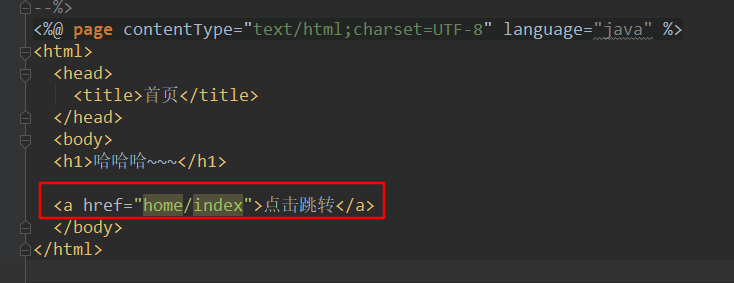 --%>
<%@ page contentType="text/html;charset=UTF-8" language="java" %>
<html>
<head>
<title>首页</title>
</head>
<body>
<h1>哈哈哈~~~</h1>
<a href="home/index">点击跳转</a>
</body>
</html>